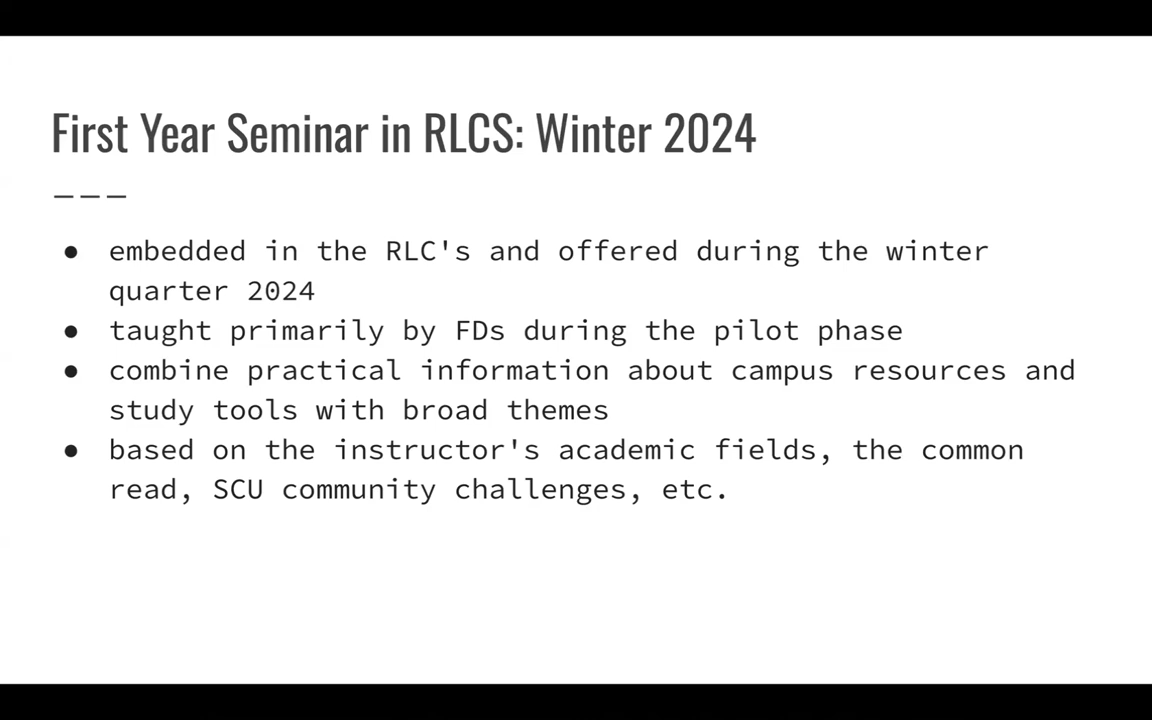 First Year Seminar in RLCS: Winter 2024
● embedded in the RLC's and offered during the winter
quarter 2024
● taught primarily by FDs during the pilot phase
● combine practical information about campus resources and
study tools with broad themes
● based on the instructor's academic fields, the common
read, SCU community challenges, etc.